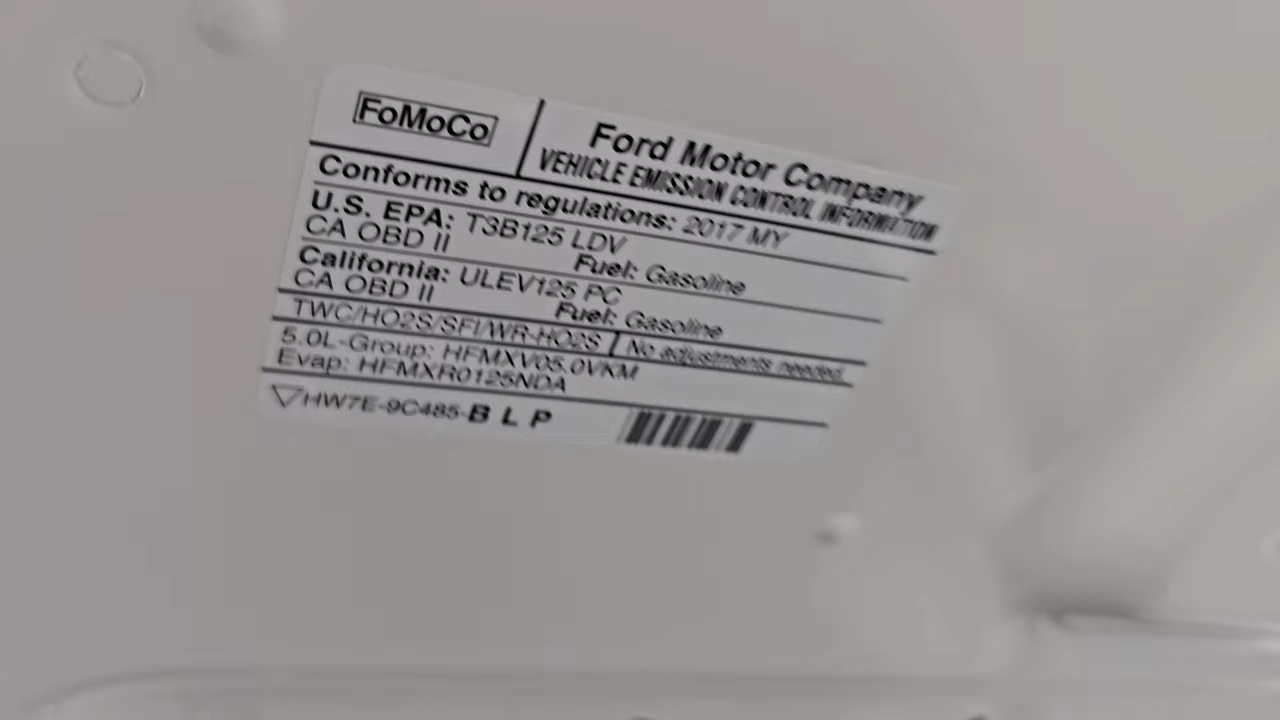 FoMoCo
Ford Motor Company
VEHICLE EMISSION CONTROL INFORMATION
Conforms to regulations: 2017 MY
U.S. EPA: T3B125 LDV
CA OBD II Fuel: Gasoline
California: ULEV125 PC
CA OBD II Fuel: Gasoline
TWC/HO2S/SFI/WR-HO2S No adjustments needed.
5.0L-Group: HFMXV05.0VKM
Evap: HFMXR0125NDA
HW7E-9C485-B L P